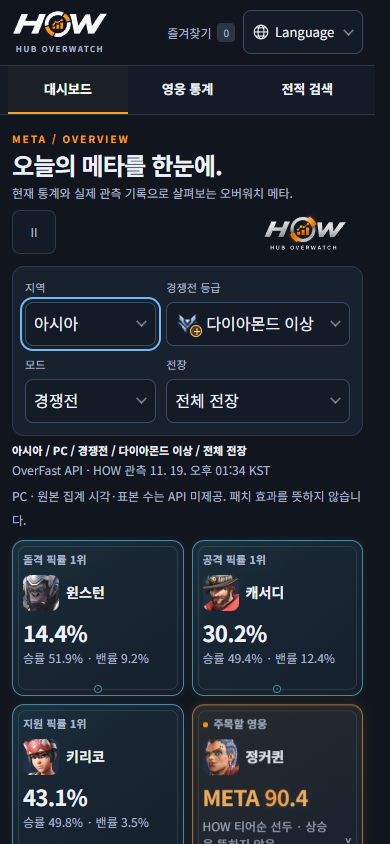 HOW
HUB OVERWATCH
즐겨찾기 0
Language
대시보드 영웅 통계 전적 검색
META / OVERVIEW
오늘의 메타를 한눈에.
현재 통계와 실제 관측 기록으로 살펴보는 오버워치 메타.
HOW
HUB OVERWATCH
지역 경쟁전 등급
아시아 다이아몬드 이상
모드 전장
경쟁전 전체 전장
아시아 / PC / 경쟁전 / 다이아몬드 이상 / 전체 전장
OverFast API · HOW 관측 11. 19. 오후 01:34 KST
PC · 원본 집계 시각·표본 수는 API 미제공. 패치 효과를 뜻하지 않습니
다.
돌격 픽률 1위
윈스턴
14.4%
승률 51.9% · 밴률 9.2%
공격 픽률 1위
캐서디
30.2%
승률 49.4% · 밴률 12.4%
지원 픽률 1위
키리코
43.1%
승률 49.8% · 밴률 3.5%
주목할 영웅
정커퀸
META 90.4
HOW 티어순 선두 · 상승